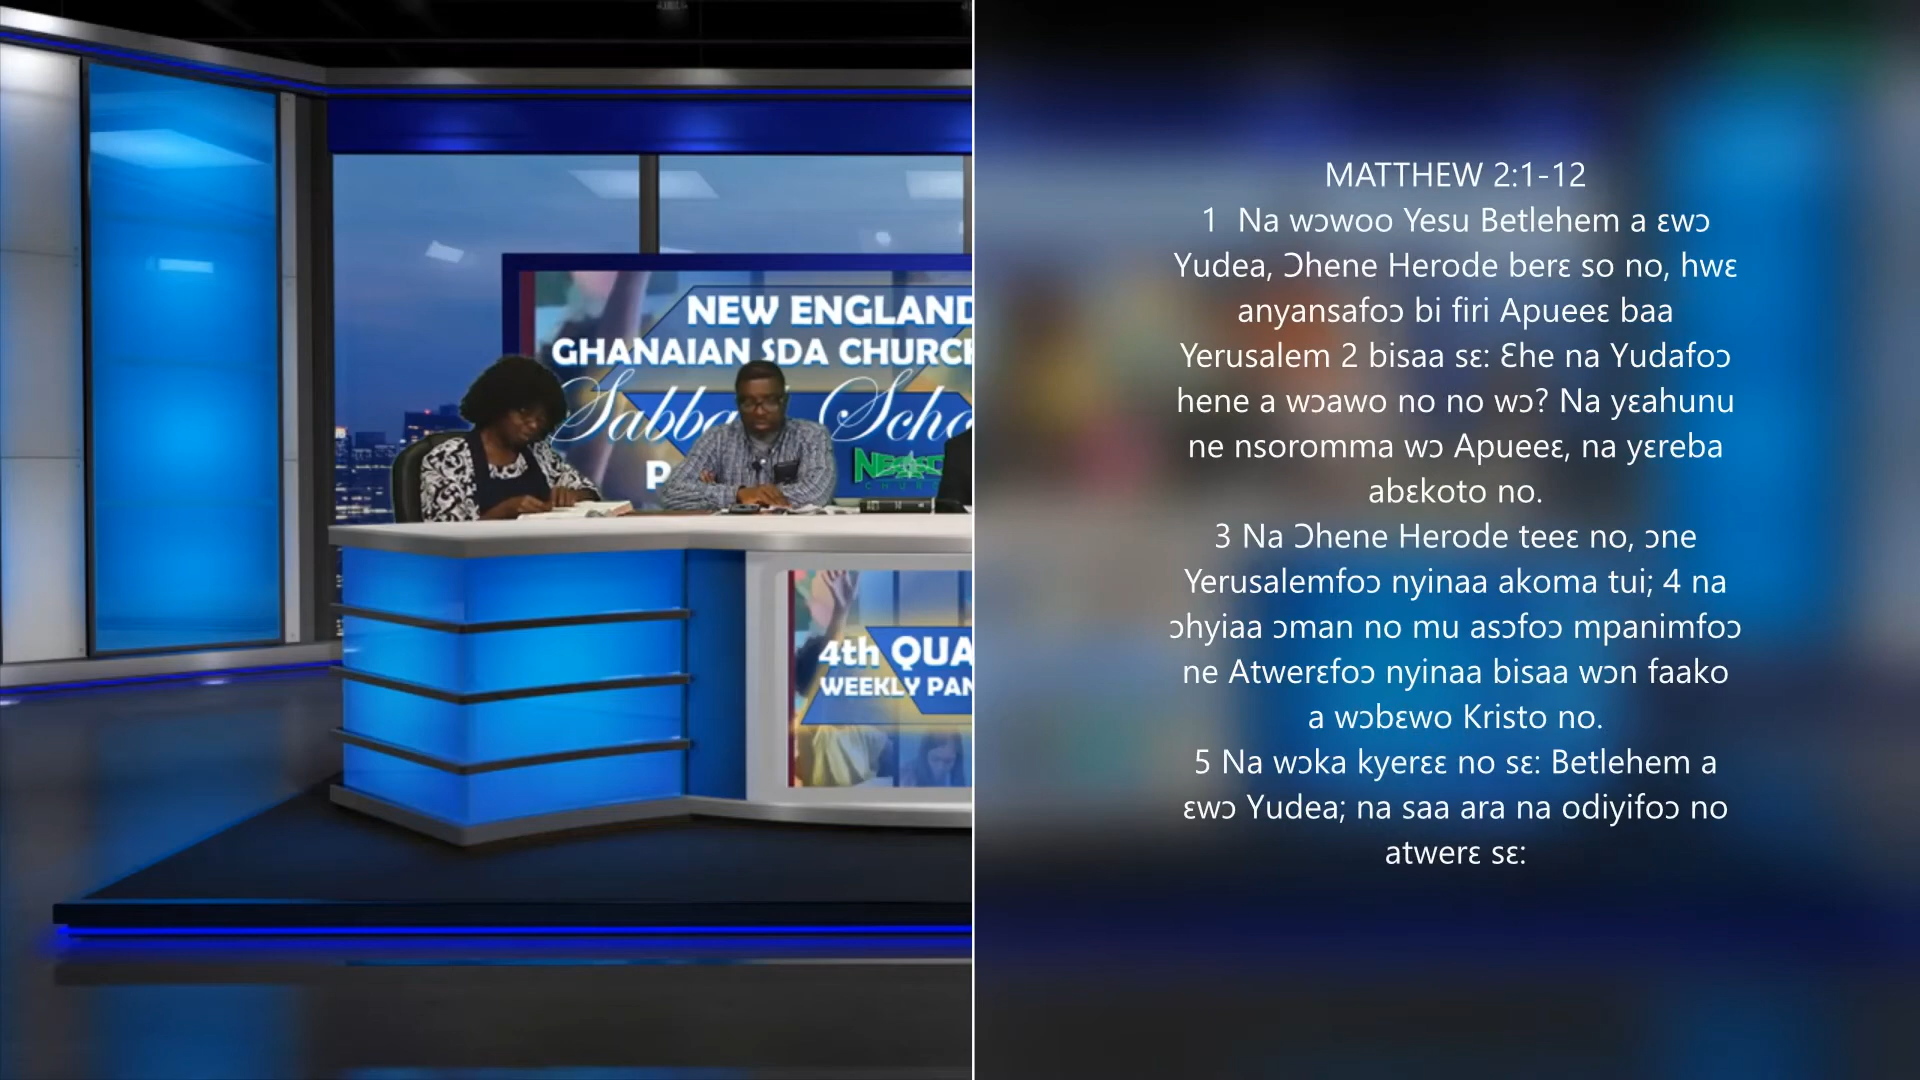 NEW ENGLAND
GHANAIAN SDA CHURCH
4th
WEEKLY
MATTHEW 2:1-12
1 Na wɔwoo Yesu Betlehem a ɛwɔ
Yudea, Ɔhene Herode berɛ so no, hwɛ
anyansafoɔ bi firi Apueeɛ baa
Yerusalem 2 bisaa sɛ: Ɛhe na Yudafoɔ
hene a wɔawo no no wɔ? Na yɛahunu
ne nsoromma wɔ Apueeɛ, na yɛreba
abɛkoto no.
3 Na Ɔhene Herode teeɛ no, ɔne
Yerusalemfoɔ nyinaa akoma tui; 4 na
ɔhyiaa ɔman no mu asɔfoɔ mpanimfoɔ
ne Atwerɛfoɔ nyinaa bisaa wɔn faako
a wɔbɛwo Kristo no.
5 Na wɔka kyerɛɛ no sɛ: Betlehem a
ɛwɔ Yudea; na saa ara na odiyifoɔ no
atwerɛ sɛ: